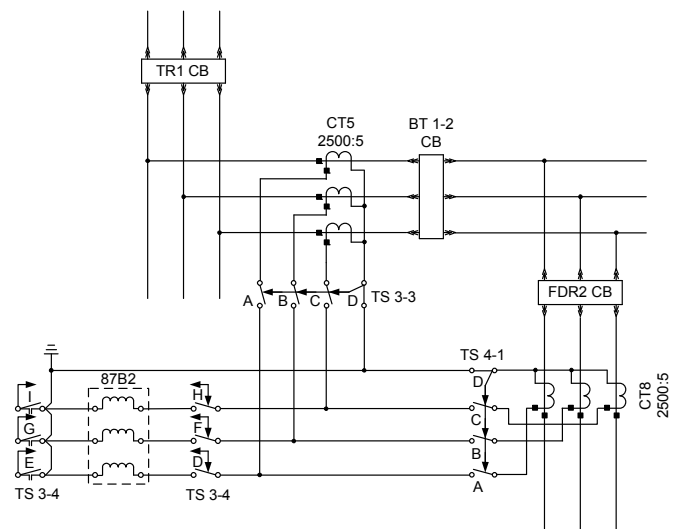 TR1 CB
CT5
2500:5
BT 1-2
CB
A
B
C
D
TS 3-3
FDR2 CB
TS 4-1
D
C
B
A
CT8
2500:5
87B2
I
G
E
H
F
D
TS 3-4
TS 3-4